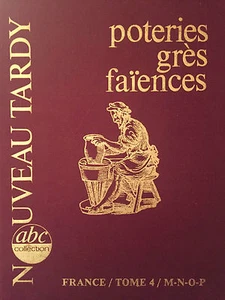 poteries
grès
faïences
NOUVEAU TARDY
abc
collection
FRANCE / TOME 4 / M-N-O-P